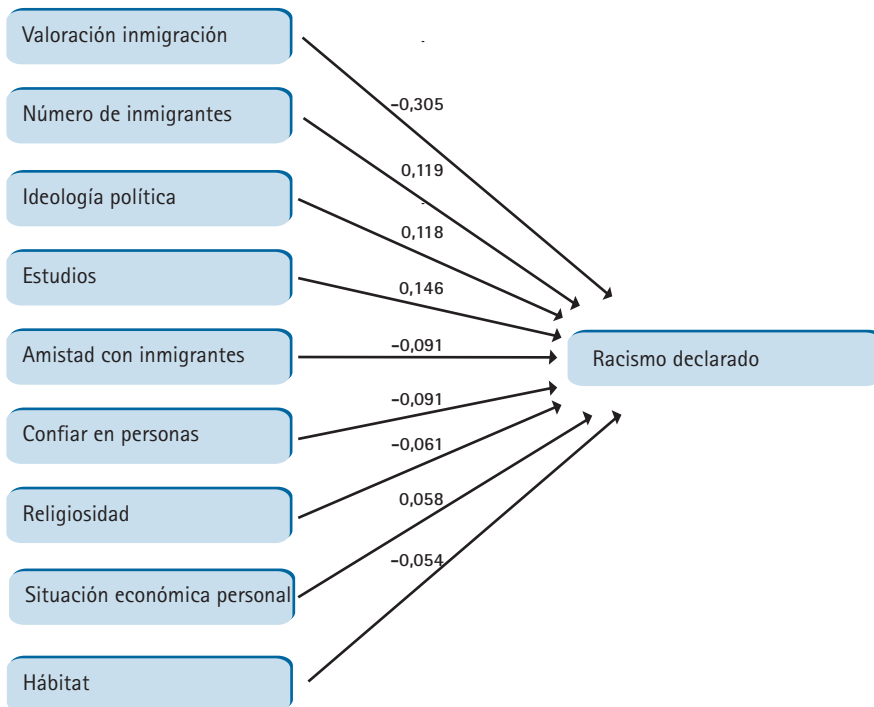 Valoración inmigración
-0,305
Número de inmigrantes
0,119
Ideología política
0,118
Estudios
0,146
Amistad con inmigrantes
-0,091
Racismo declarado
Confiar en personas
-0,091
Religiosidad
-0,061
Situación económica personal
0,058
Hábitat
-0,054